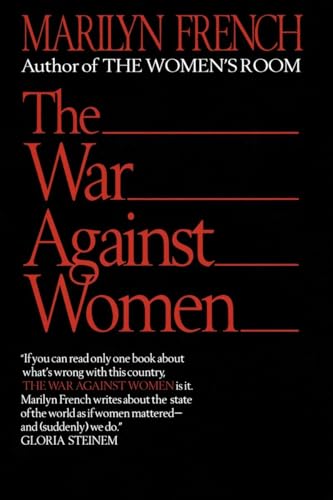 MARILYN FRENCH
Author of THE WOMEN'S ROOM
The
War
Against
Women
"If you can read only one book about
what's wrong with this country,
THE WAR AGAINST WOMEN is it.
Marilyn French writes about the state
of the world as if women mattered—
and (suddenly) we do."
GLORIA STEINEM